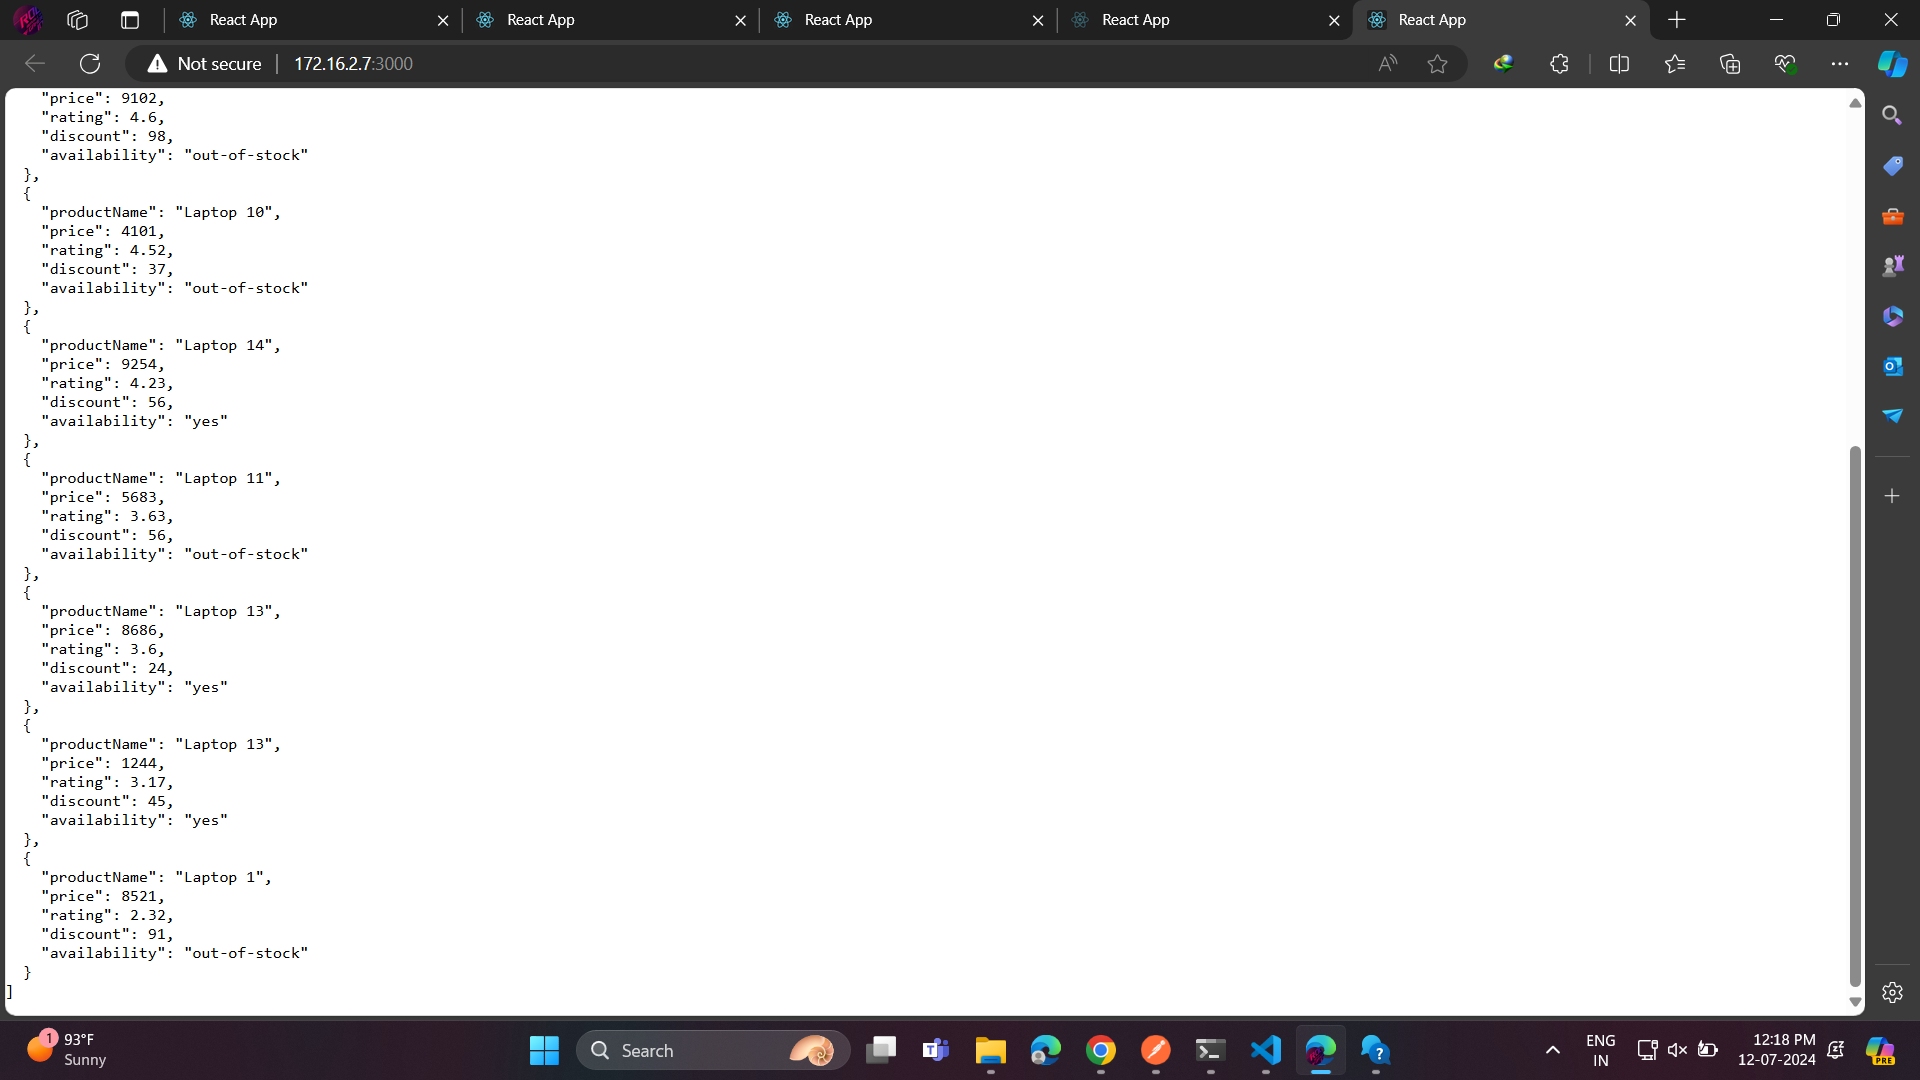 React App
React App
React App
React App
React App
Not secure
172.16.2.7:3000
"price": 9102,
"rating": 4.6,
"discount": 98,
"availability": "out-of-stock"
},
{
"productName": "Laptop 10",
"price": 4101,
"rating": 4.52,
"discount": 37,
"availability": "out-of-stock"
},
{
"productName": "Laptop 14",
"price": 9254,
"rating": 4.23,
"discount": 56,
"availability": "yes"
},
{
"productName": "Laptop 11",
"price": 5683,
"rating": 3.63,
"discount": 56,
"availability": "out-of-stock"
},
{
"productName": "Laptop 13",
"price": 8686,
"rating": 3.6,
"discount": 24,
"availability": "yes"
},
{
"productName": "Laptop 13",
"price": 1244,
"rating": 3.17,
"discount": 45,
"availability": "yes"
},
{
"productName": "Laptop 1",
"price": 8521,
"rating": 2.32,
"discount": 91,
"availability": "out-of-stock"
}
]
1
93°F
Sunny
Search
ENG
IN
12:18 PM
12-07-2024
PRE